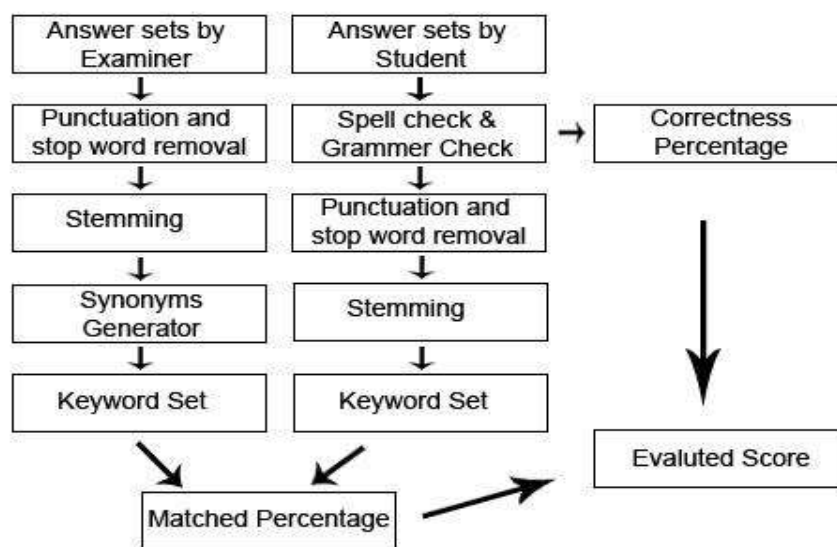 Answer sets by
Examiner
Punctuation and
stop word removal
Stemming
Synonyms
Generator
Keyword Set
Answer sets by
Student
Spell check &
Grammer Check
Punctuation and
stop word removal
Stemming
Keyword Set
Correctness
Percentage
Matched Percentage
Evaluted Score